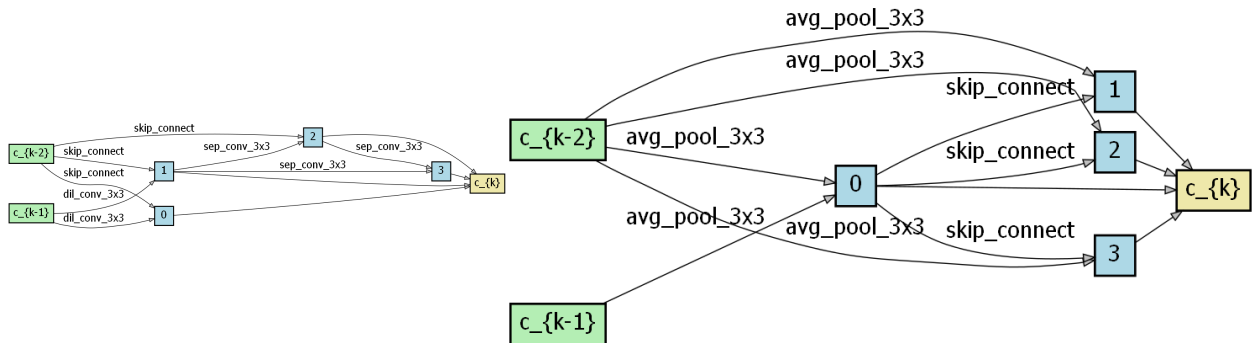 skip_connect
2
c_{k-2}
skip_connect
sep_conv_3x3
sep_conv_3x3
skip_connect
1
sep_conv_3x3
3
c_{k}
dil_conv_3x3
c_{k-1}
dil_conv_3x3
0
avg_pool_3x3
avg_pool_3x3
skip_connect
1
c_{k-2}
avg_pool_3x3
skip_connect
2
0
c_{k}
avg_pool_3x3
avg_pool_3x3
skip_connect
3
c_{k-1}